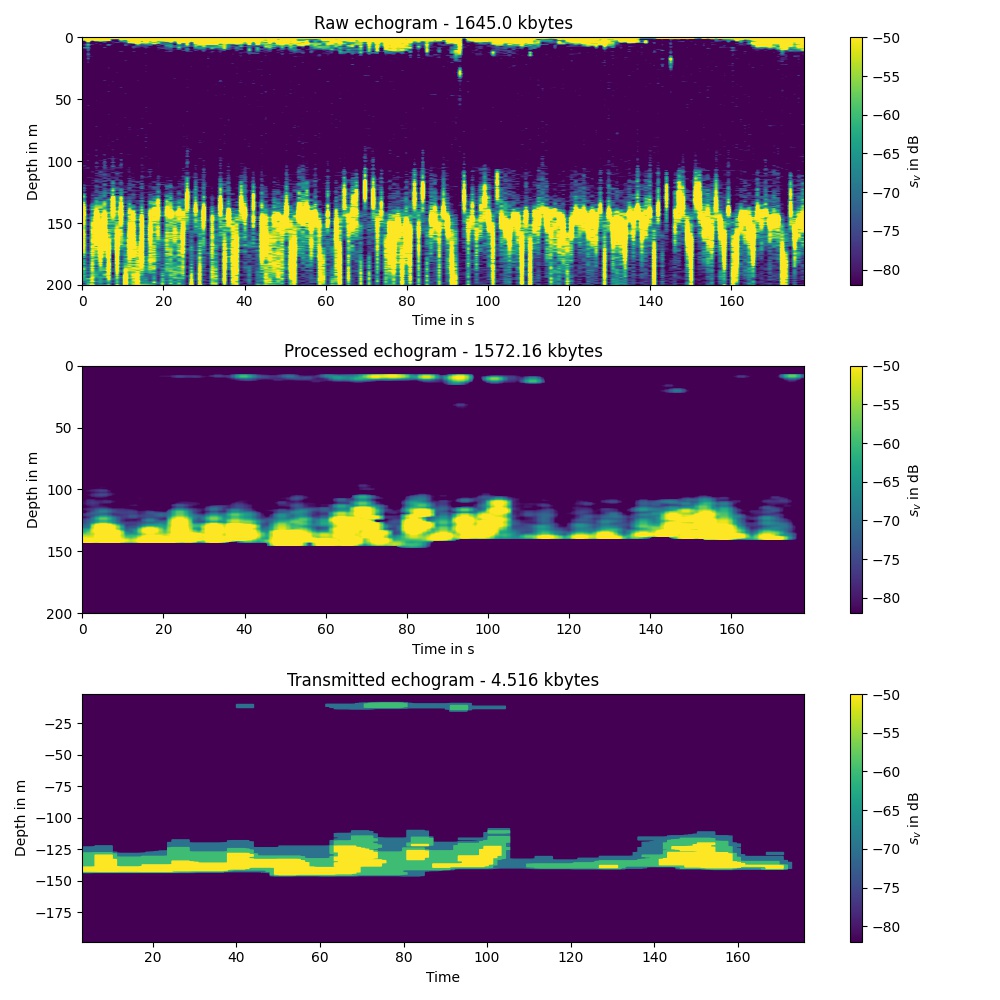 Raw echogram - 1645.0 kbytes
0
50
100
150
200
Depth in m
0 20 40 60 80 100 120 140 160
Time in s
−50
−55
−60
−65
−70
−75
−80
sv in dB
Processed echogram - 1572.16 kbytes
0
50
100
150
200
Depth in m
0 20 40 60 80 100 120 140 160
Time in s
−50
−55
−60
−65
−70
−75
−80
sv in dB
Transmitted echogram - 4.516 kbytes
−25
−50
−75
−100
−125
−150
−175
Depth in m
20 40 60 80 100 120 140 160
Time
−50
−55
−60
−65
−70
−75
−80
sv in dB